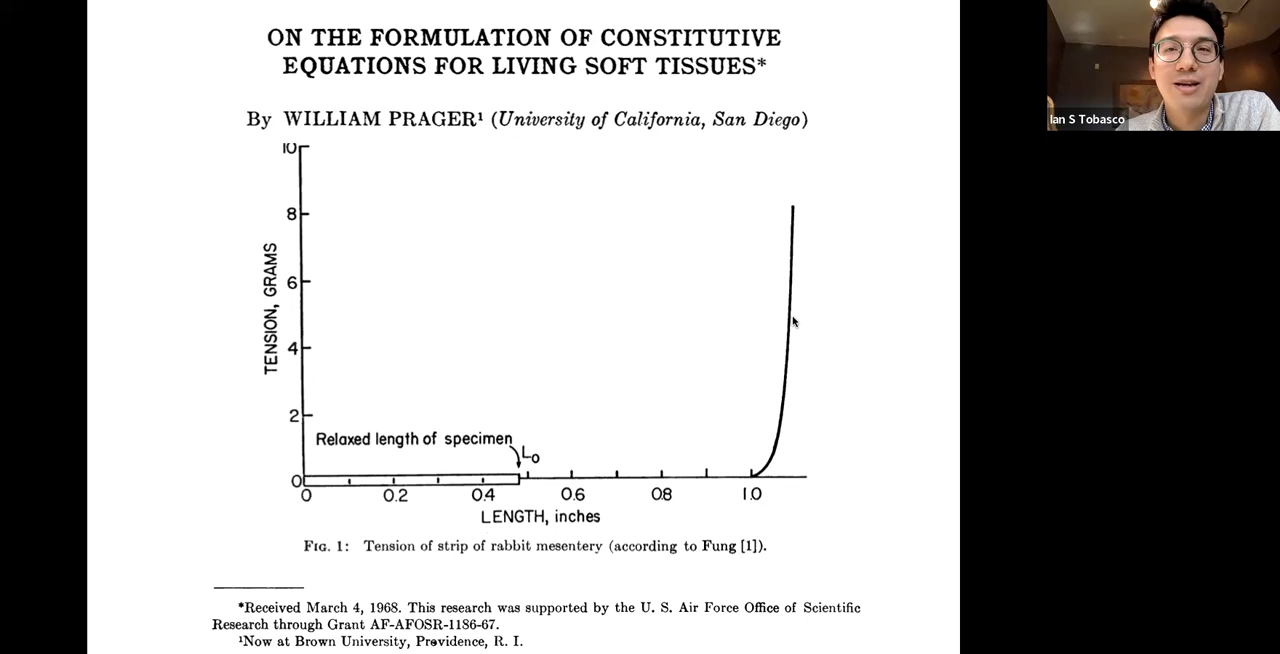 ON THE FORMULATION OF CONSTITUTIVE
EQUATIONS FOR LIVING SOFT TISSUES*
By WILLIAM PRAGER¹ (University of California, San Diego)
Ian S Tobasco
10
8
6
4
2
0
TENSION, GRAMS
Relaxed length of specimen
Lo
0 0.2 0.4 0.6 0.8 1.0
LENGTH, inches
FIG. 1: Tension of strip of rabbit mesentery (according to Fung [1]).
*Received March 4, 1968. This research was supported by the U. S. Air Force Office of Scientific
Research through Grant AF-AFOSR-1186-67.
¹Now at Brown University, Providence, R. I.